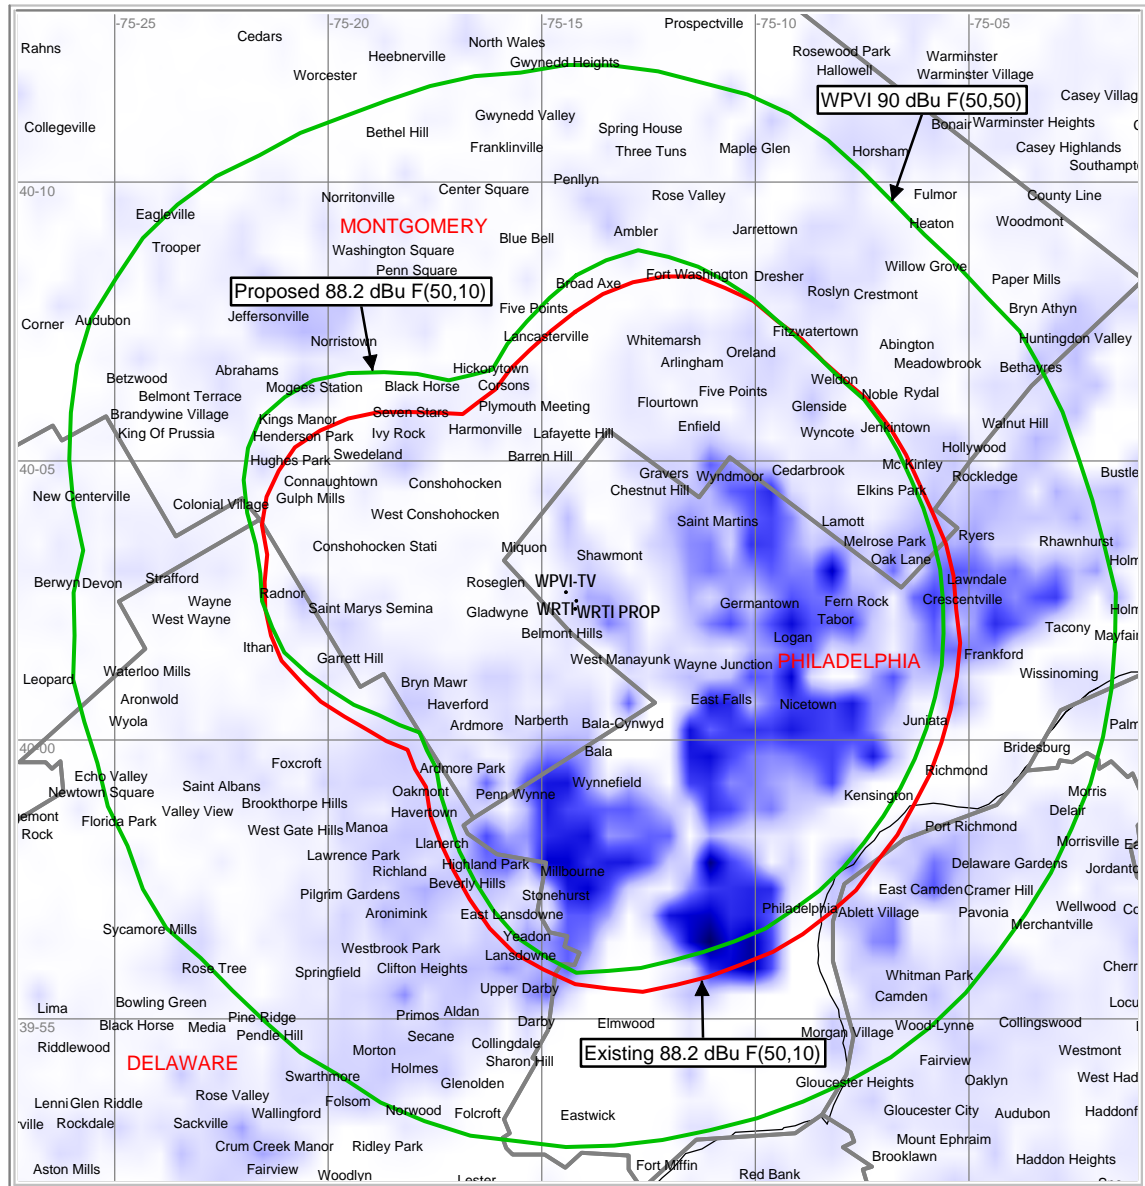 -75-25
-75-20
-75-15
-75-10
-75-05
Prospectville
Cedars
North Wales
Rahns
Heebnerville
Gwynedd Heights
Rosewood Park
Warminster
Worcester
Hallowell
Warminster Village
WPVI 90 dBu F(50,50)
Casey Villag
Collegeville
Bethel Hill
Gwynedd Valley
Spring House
Bonair
Warminster Heights
Franklinville
Three Tuns
Maple Glen
Horsham
Casey Highlands
Southampt
40-10
Penllyn
Norritonville
Center Square
Rose Valley
Fulmor
County Line
Eagleville
MONTGOMERY
Ambler
Jarrettown
Heaton
Woodmont
Trooper
Washington Square
Blue Bell
Penn Square
Fort Washington
Dresher
Willow Grove
Paper Mills
Proposed 88.2 dBu F(50,10)
Broad Axe
Roslyn
Crestmont
Bryn Athyn
Corner
Audubon
Jeffersonville
Five Points
Norristown
Lancasterville
Whitemarsh
Fitzwatertown
Abington
Huntingdon Valley
Oreland
Arlingham
Meadowbrook
Bethayres
Betzwood
Abrahams
Hickorytown
Mogees Station
Black Horse
Corsons
Five Points
Weldon
Noble
Rydal
Belmont Terrace
Brandywine Village
Kings Manor
Seven Stars
Plymouth Meeting
Flourtown
Glenside
King Of Prussia
Henderson Park
Ivy Rock
Harmonville
Lafayette Hill
Enfield
Wyncote
Jenkintown
Walnut Hill
Hollywood
40-05
Hughes Park
Swedeland
Barren Hill
Mc Kinley
Connaughtown
Conshohocken
Gravers
Wyndmoor
Cedarbrook
Rockledge
Bustle
New Centerville
Colonial Village
Gulph Mills
Chestnut Hill
Elkins Park
West Conshohocken
Saint Martins
Lamott
Conshohocken Stati
Miquon
Shawmont
Melrose Park
Ryers
Rhawnhurst
Oak Lane
Holm
Berwyn
Devon
Strafford
Roseglen
WPVI-TV
Lawndale
Radnor
Wayne
Saint Marys Semina
Gladwyne
WRTI
WRTI PROP
Germantown
Fern Rock
Crescentville
Holm
West Wayne
Tabor
Tacony
Mayfair
Belmont Hills
Logan
Ithan
Garrett Hill
West Manayunk
Wayne Junction
PHILADELPHIA
Frankford
Leopard
Waterloo Mills
Bryn Mawr
Wissinoming
Aronwold
Haverford
East Falls
Nicetown
Wyola
Ardmore
Narberth
Bala-Cynwyd
Juniata
Palm
40-00
Bala
Bridesburg
Foxcroft
Ardmore Park
Richmond
Echo Valley
Newtown Square
Saint Albans
Oakmont
Penn Wynne
Wynnefield
Kensington
Morris
Brookthorpe Hills
Havertown
Delair
emont
Florida Park
Valley View
Rock
West Gate Hills
Manoa
Port Richmond
Llanerch
Morrisville
Ea
Lawrence Park
Highland Park
Delaware Gardens
Richland
Millbourne
Jordantc
Pilgrim Gardens
Beverly Hills
Stonehurst
East Camden
Cramer Hill
Aronimink
East Lansdowne
Philadelphia
Ablett Village
Pavonia
Wellwood
Co
Sycamore Mills
Yeadon
Merchantville
Westbrook Park
Lansdowne
Rose Tree
Springfield
Clifton Heights
Whitman Park
Cherr
Upper Darby
Camden
Lima
Bowling Green
Locu
39-55
Black Horse
Media
Pine Ridge
Primos
Aldan
Darby
Elmwood
Morgan Village
Wood-Lynne
Collingswood
Pendle Hill
Secane
Riddlewood
Morton
Collingdale
Existing 88.2 dBu F(50,10)
Westmont
DELAWARE
Holmes
Sharon Hill
Fairview
Swarthmore
Glenolden
Gloucester Heights
Oaklyn
West Had
Rose Valley
Folsom
Lenni
Glen Riddle
Wallingford
Norwood
Folcroft
Eastwick
Gloucester City
Audubon
Haddonf
ville
Rockdale
Sackville
Crum Creek Manor
Ridley Park
Mount Ephraim
Brooklawn
Haddon Heights
Aston Mills
Fairview
Woodlyn
Lester
Fort Miffin
Red Bank